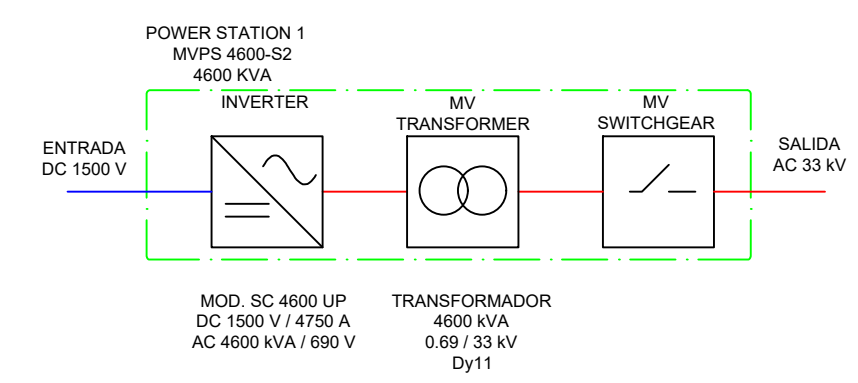 POWER STATION 1
MVPS 4600-S2
4600 KVA
INVERTER
MV
TRANSFORMER
MV
SWITCHGEAR
ENTRADA
DC 1500 V
SALIDA
AC 33 kV
MOD. SC 4600 UP
DC 1500 V / 4750 A
AC 4600 kVA / 690 V
TRANSFORMADOR
4600 kVA
0.69 / 33 kV
Dy11